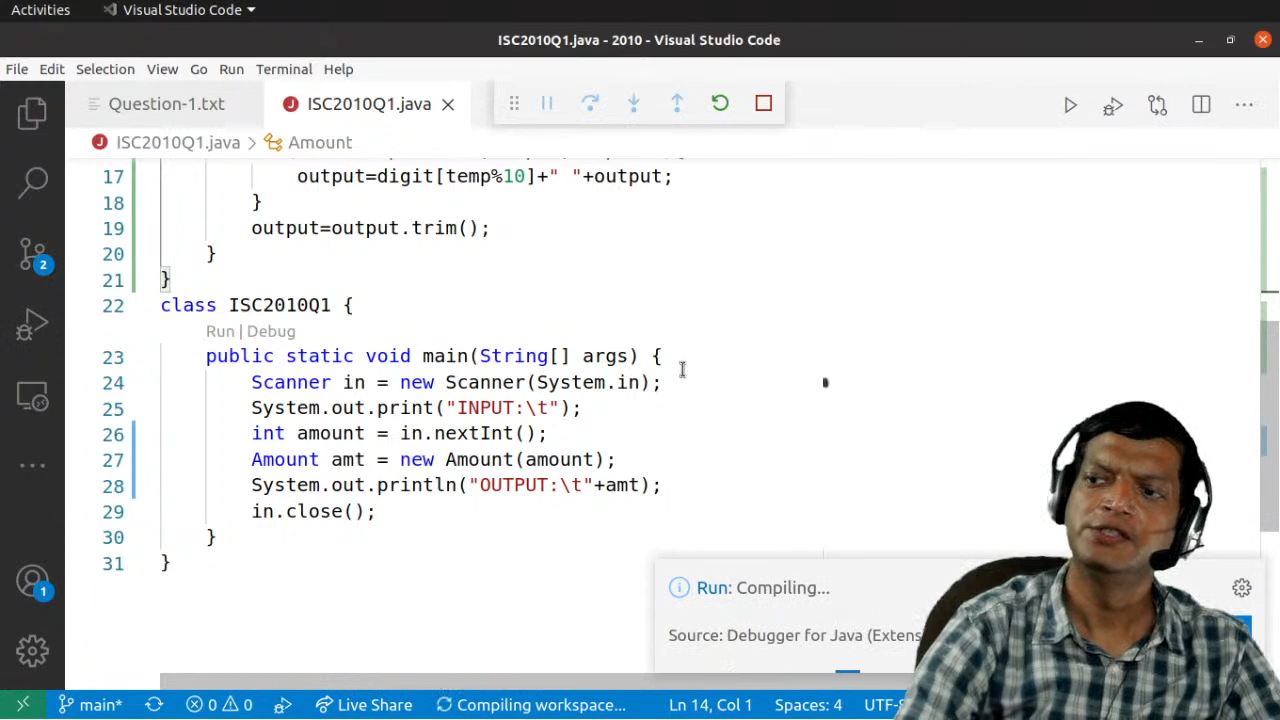 Activities Visual Studio Code
ISC2010Q1.java - 2010 - Visual Studio Code
File Edit Selection View Go Run Terminal Help
Question-1.txt ISC2010Q1.java
ISC2010Q1.java > Amount
17 output=digit[temp%10]+" "+output;
18 }
19 output=output.trim();
20 }
21 }
22 class ISC2010Q1 {
Run | Debug
23 public static void main(String[] args) {
24 Scanner in = new Scanner(System.in);
25 System.out.print("INPUT:\t");
26 int amount = in.nextInt();
27 Amount amt = new Amount(amount);
28 System.out.println("OUTPUT:\t"+amt);
29 in.close();
30 }
31 }
2
1
Run: Compiling...
Source: Debugger for Java (Extens
main* 0 0 Live Share Compiling workspace... Ln 14, Col 1 Spaces: 4 UTF-8